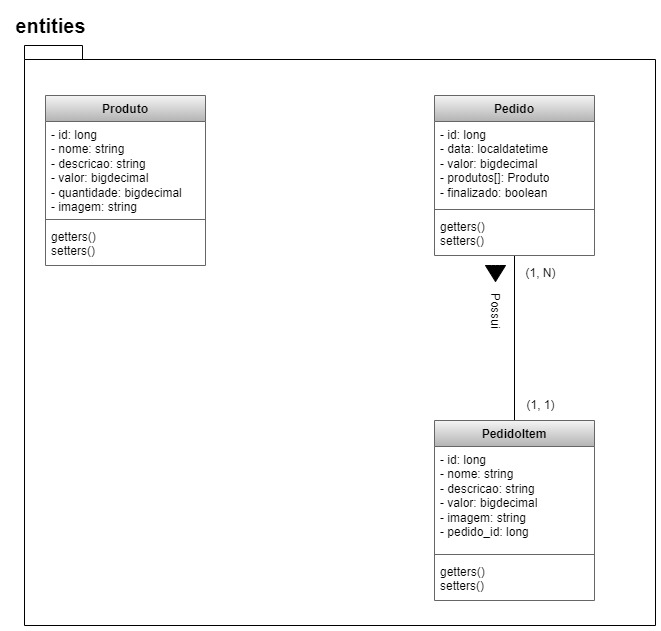 entities
Produto
- id: long
- nome: string
- descricao: string
- valor: bigdecimal
- quantidade: bigdecimal
- imagem: string
getters()
setters()
Pedido
- id: long
- data: localdatetime
- valor: bigdecimal
- produtos[]: Produto
- finalizado: boolean
getters()
setters()
(1, N)
Possui
(1, 1)
PedidoItem
- id: long
- nome: string
- descricao: string
- valor: bigdecimal
- imagem: string
- pedido_id: long
getters()
setters()